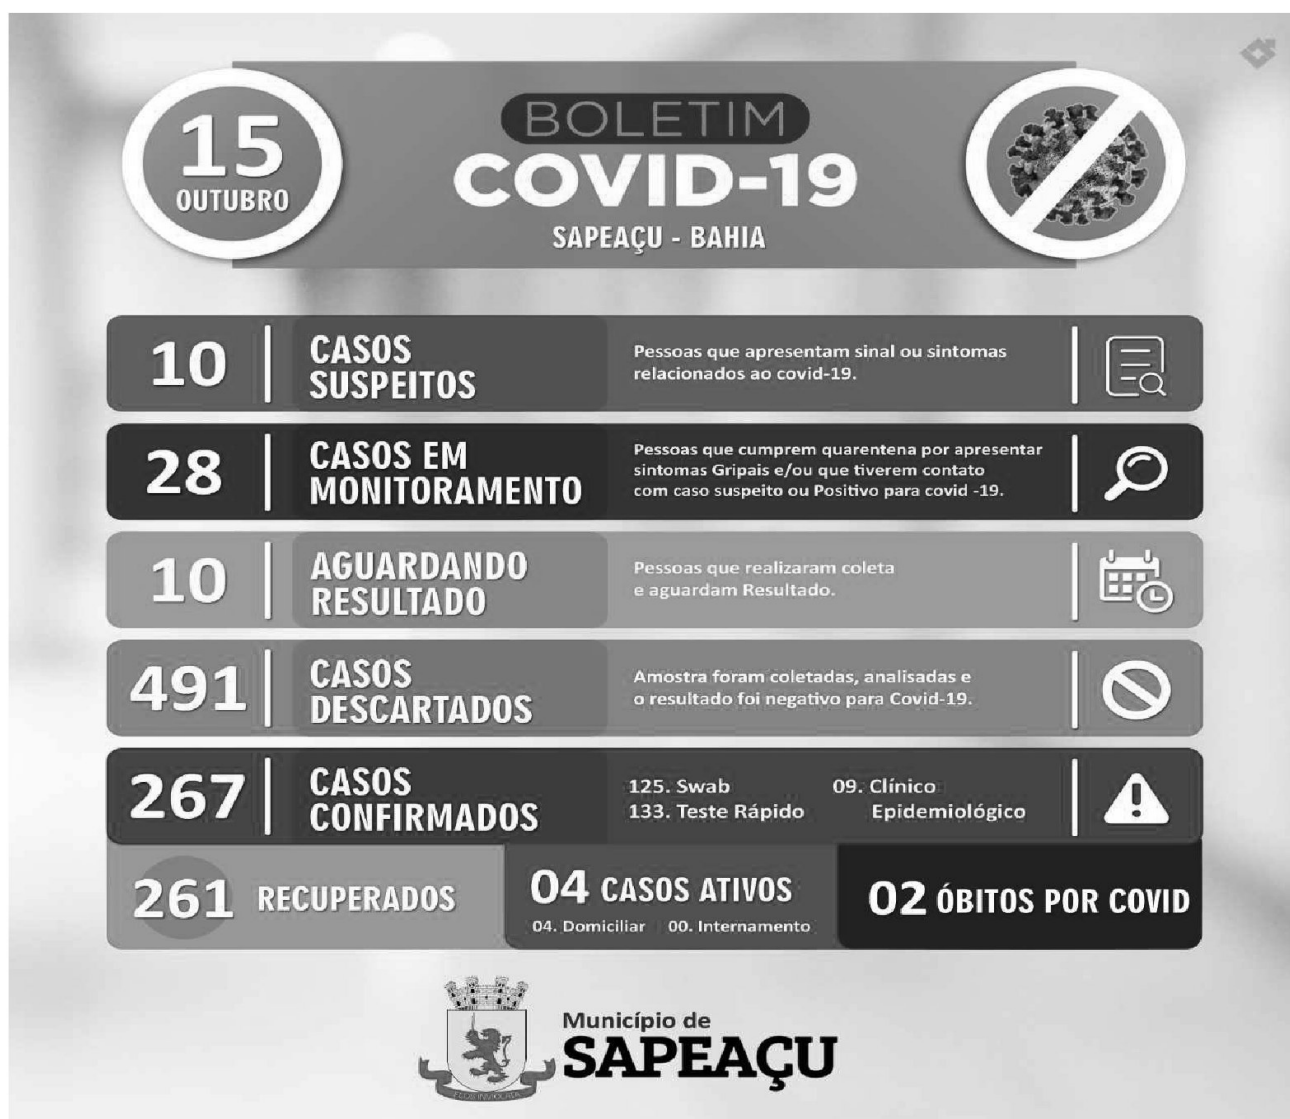 15
OUTUBRO
BOLETIM
COVID-19
SAPEAÇU - BAHIA
10
CASOS
SUSPEITOS
Pessoas que apresentam sinal ou sintomas
relacionados ao covid-19.
28
CASOS EM
MONITORAMENTO
Pessoas que cumprem quarentena por apresentar
sintomas Gripais e/ou que tiverem contato
com caso suspeito ou Positivo para covid -19.
10
AGUARDANDO
RESULTADO
Pessoas que realizaram coleta
e aguardam Resultado.
491
CASOS
DESCARTADOS
Amostra foram coletadas, analisadas e
o resultado foi negativo para Covid-19.
267
CASOS
CONFIRMADOS
125. Swab
133. Teste Rápido
09. Clínico
Epidemiológico
261 RECUPERADOS
04 CASOS ATIVOS
04. Domiciliar 00. Internamento
02 ÓBITOS POR COVID
Município de
SAPEAÇU